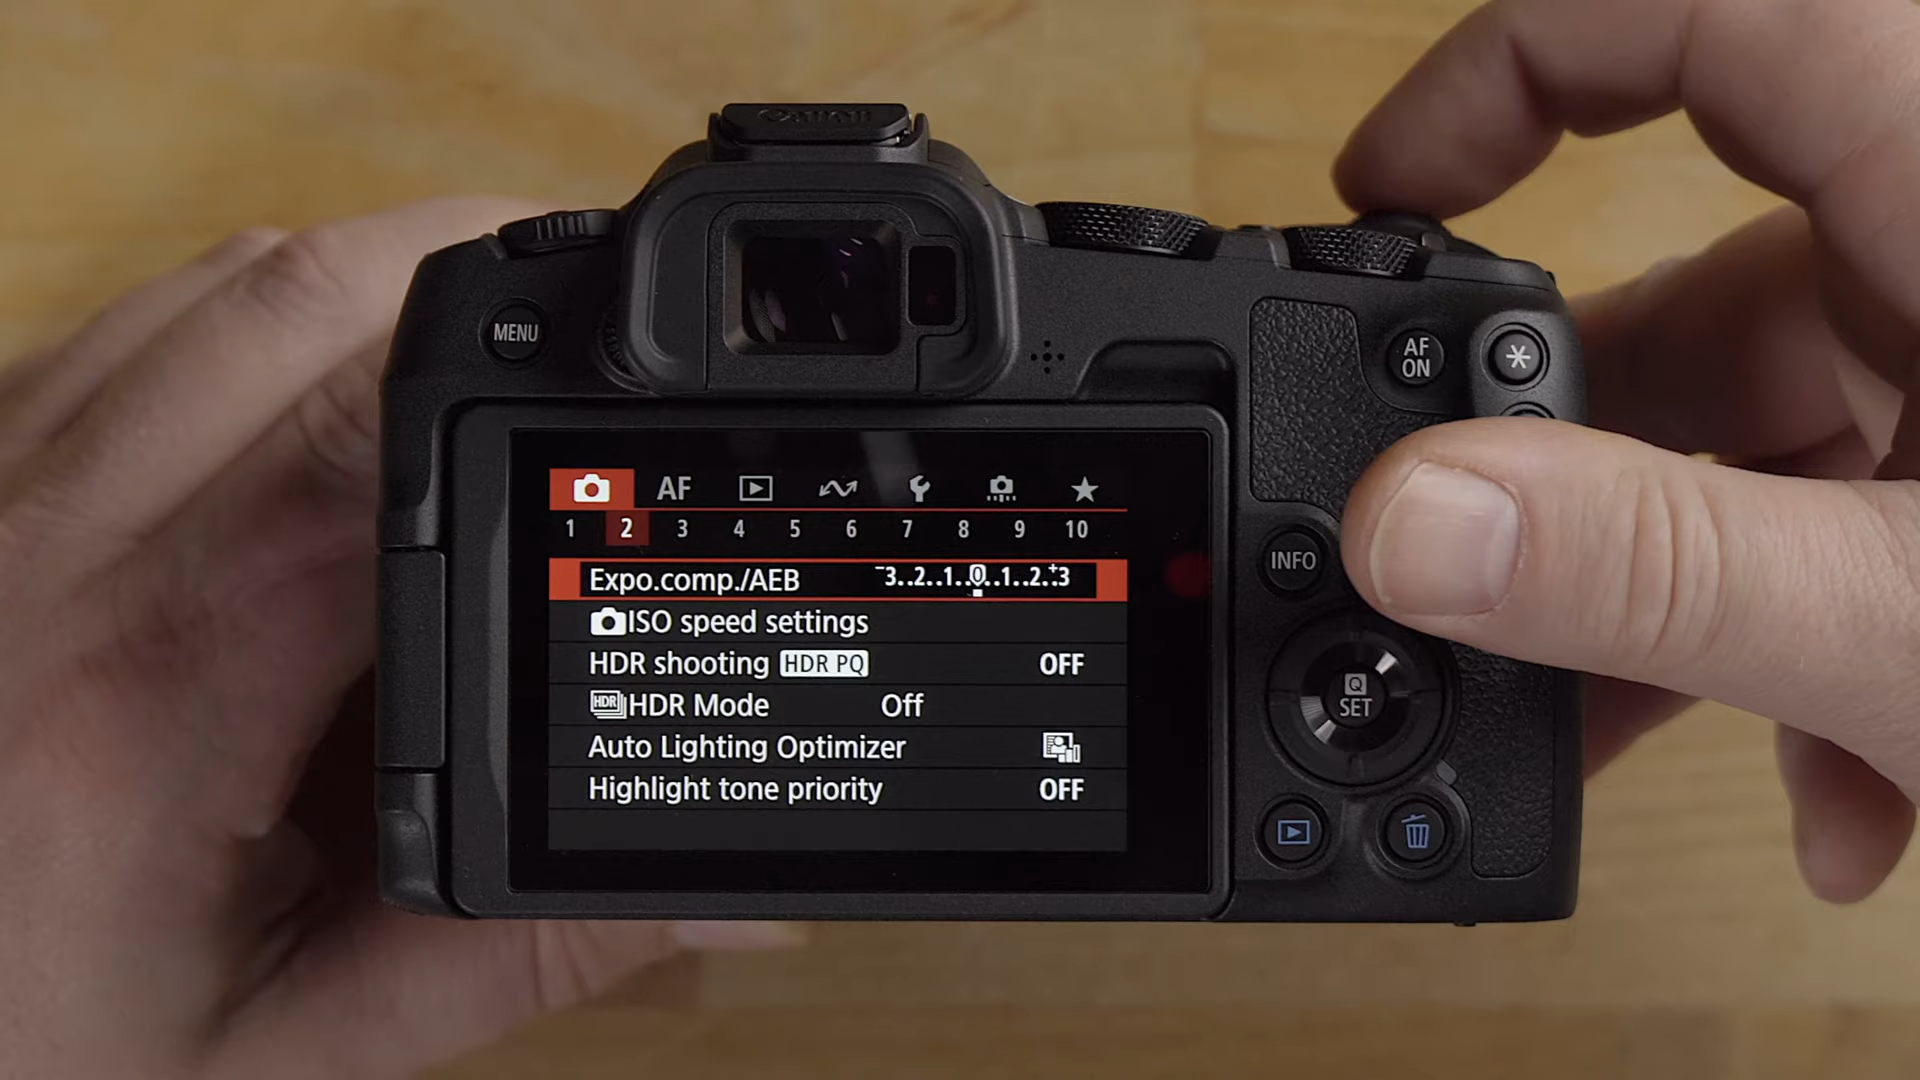 Canon
MENU
AF
ON
AF
1 2 3 4 5 6 7 8 9 10
Expo.comp./AEB -3..2..1..0..1..2..+3
ISO speed settings
HDR shooting HDR PQ OFF
HDR HDR Mode Off
Auto Lighting Optimizer
Highlight tone priority OFF
INFO
Q
SET